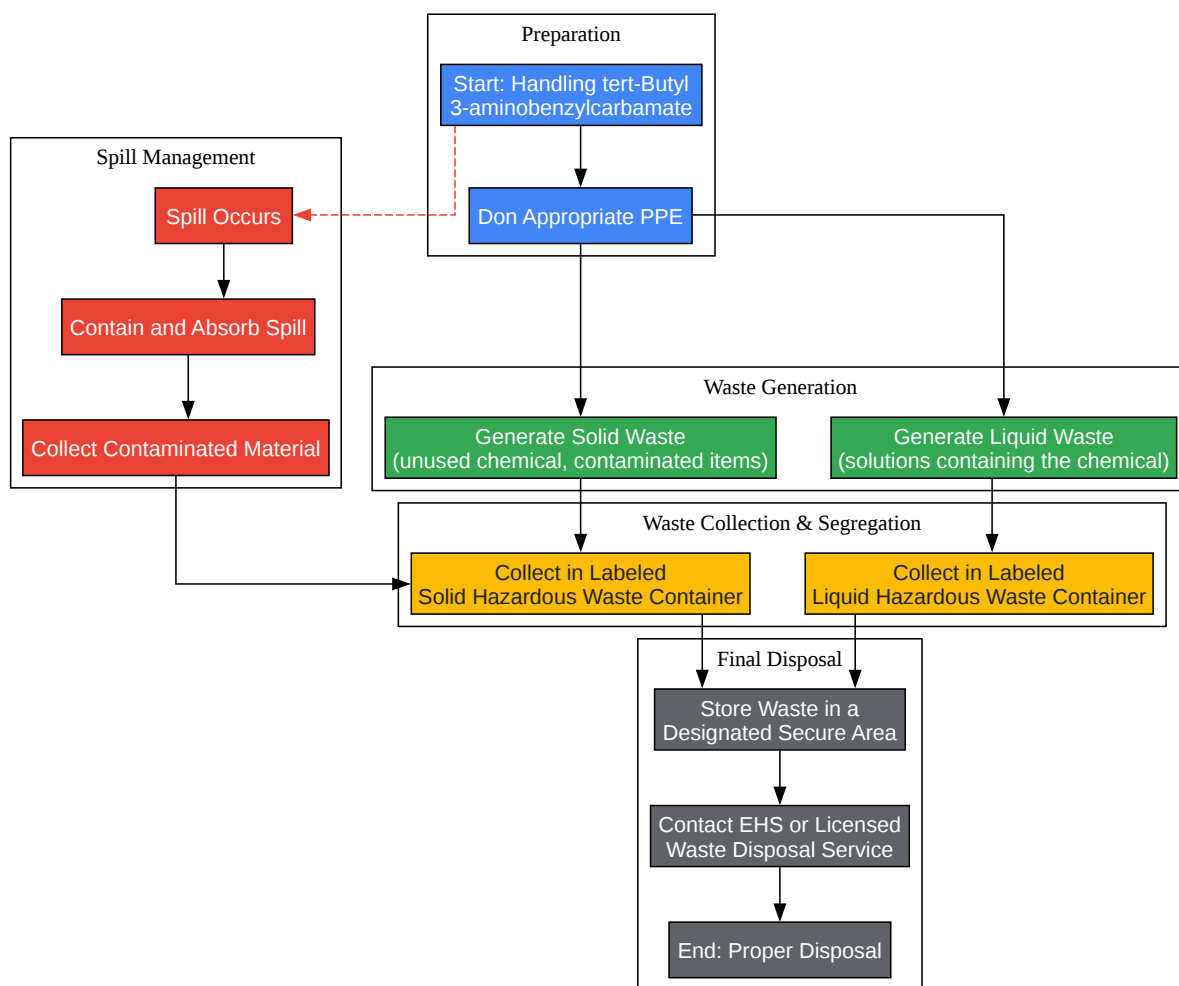 Preparation
Start: Handling tert-Butyl
3-aminobenzylcarbamate
Don Appropriate PPE
Spill Management
Spill Occurs
Contain and Absorb Spill
Collect Contaminated Material
Waste Generation
Generate Solid Waste
(unused chemical, contaminated items)
Generate Liquid Waste
(solutions containing the chemical)
Waste Collection & Segregation
Collect in Labeled
Solid Hazardous Waste Container
Collect in Labeled
Liquid Hazardous Waste Container
Final Disposal
Store Waste in a
Designated Secure Area
Contact EHS or Licensed
Waste Disposal Service
End: Proper Disposal